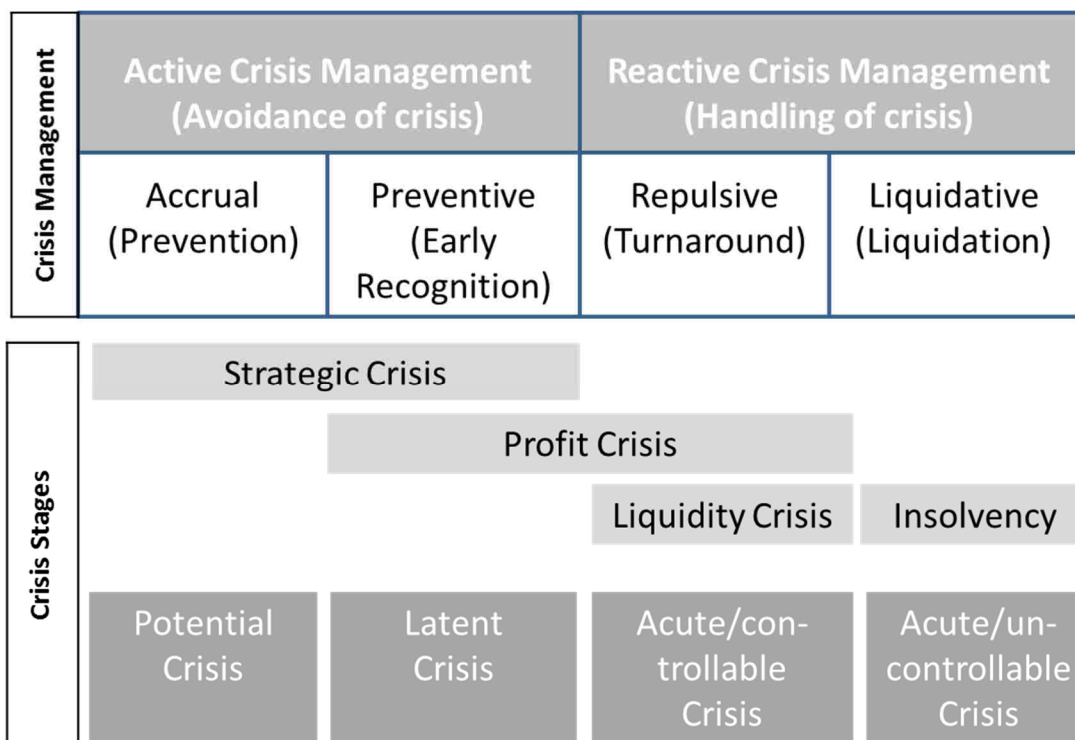 Crisis Management
Active Crisis Management
(Avoidance of crisis)
Reactive Crisis Management
(Handling of crisis)
Accrual
(Prevention)
Preventive
(Early
Recognition)
Repulsive
(Turnaround)
Liquidative
(Liquidation)
Crisis Stages
Strategic Crisis
Profit Crisis
Liquidity Crisis
Insolvency
Potential
Crisis
Latent
Crisis
Acute/con-
trollable
Crisis
Acute/un-
controllable
Crisis